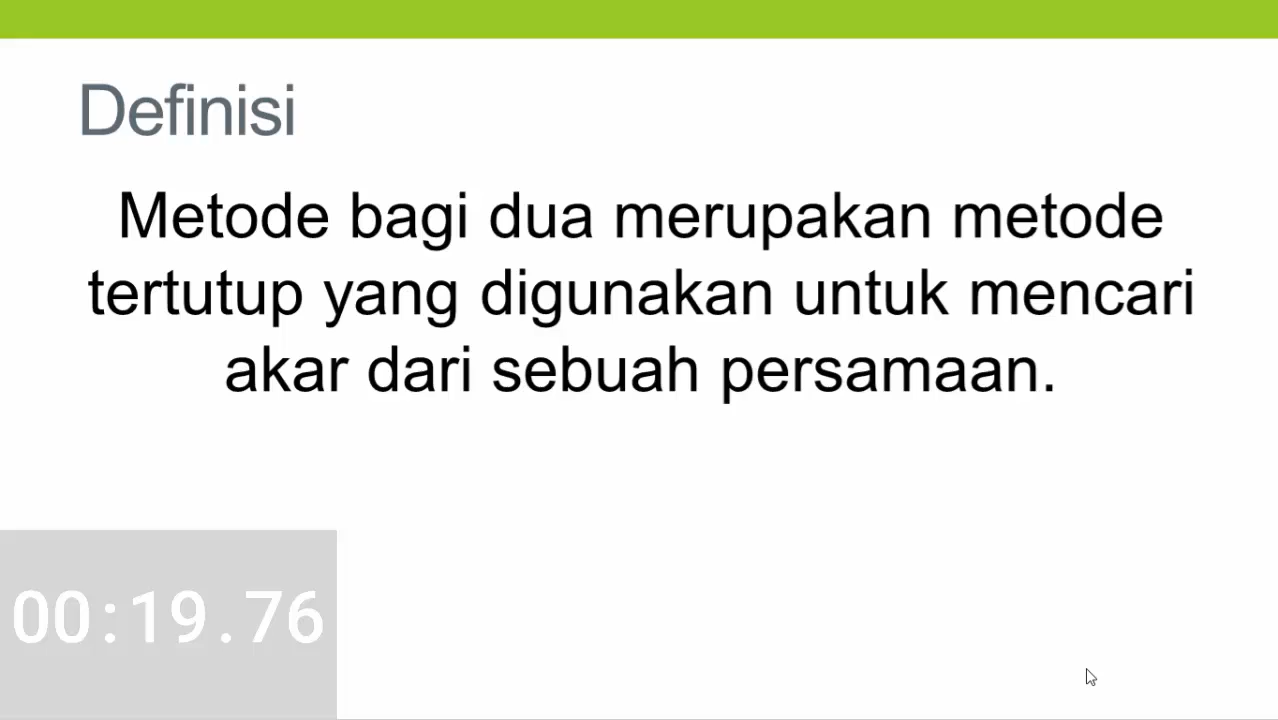 Definisi
Metode bagi dua merupakan metode
tertutup yang digunakan untuk mencari
akar dari sebuah persamaan.
00:19.76